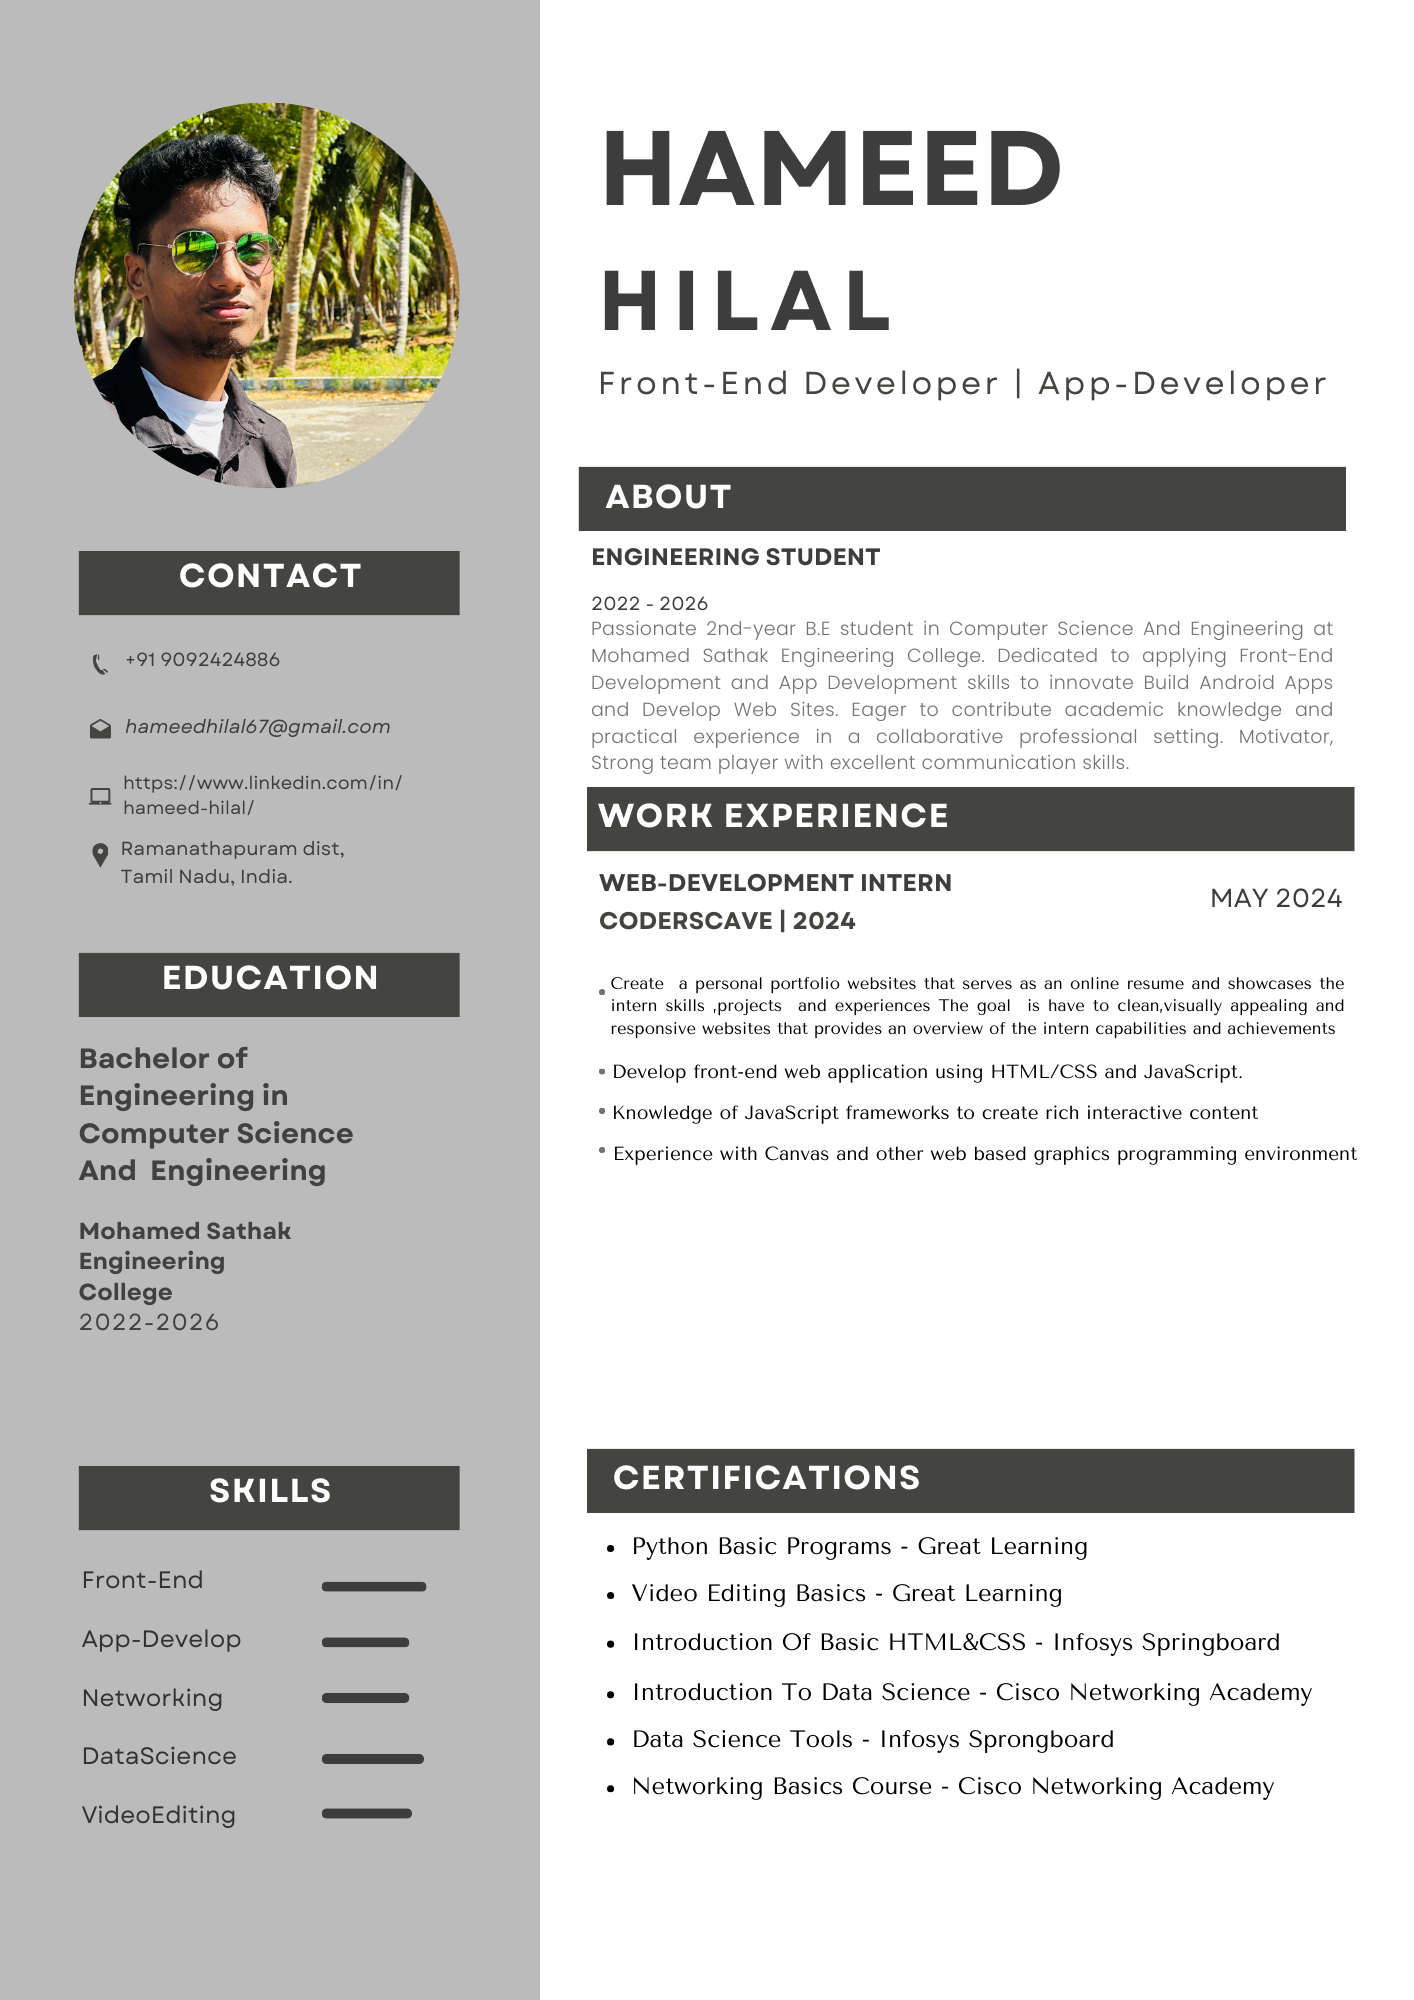 HAMEED
HILAL
Front-End Developer | App-Developer
CONTACT
+91 9092424886
hameedhilal67@gmail.com
https://www.linkedin.com/in/
hameed-hilal/
Ramanathapuram dist,
Tamil Nadu, India.
EDUCATION
Bachelor of
Engineering in
Computer Science
And  Engineering
Mohamed Sathak
Engineering
College
2022-2026
SKILLS
Front-End
App-Develop
Networking
DataScience
VideoEditing
ABOUT
ENGINEERING STUDENT
2022 - 2026
Passionate 2nd-year B.E student in Computer Science And Engineering at
Mohamed Sathak Engineering College. Dedicated to applying Front-End
Development and App Development skills to innovate Build Android Apps
and Develop Web Sites. Eager to contribute academic knowledge and
practical experience in a collaborative professional setting. Motivator,
Strong team player with excellent communication skills.
WORK EXPERIENCE
WEB-DEVELOPMENT INTERN
CODERSCAVE | 2024
MAY 2024
• Create  a personal portfolio websites that serves as an online resume and showcases the
intern skills ,projects  and experiences The goal  is have to clean,visually appealing and
responsive websites that provides an overview of the intern capabilities and achievements
• Develop front-end web application using HTML/CSS and JavaScript.
• Knowledge of JavaScript frameworks to create rich interactive content
• Experience with Canvas and other web based graphics programming environment
CERTIFICATIONS
• Python Basic Programs - Great Learning
• Video Editing Basics - Great Learning
• Introduction Of Basic HTML&CSS - Infosys Springboard
• Introduction To Data Science - Cisco Networking Academy
• Data Science Tools - Infosys Sprongboard
• Networking Basics Course - Cisco Networking Academy